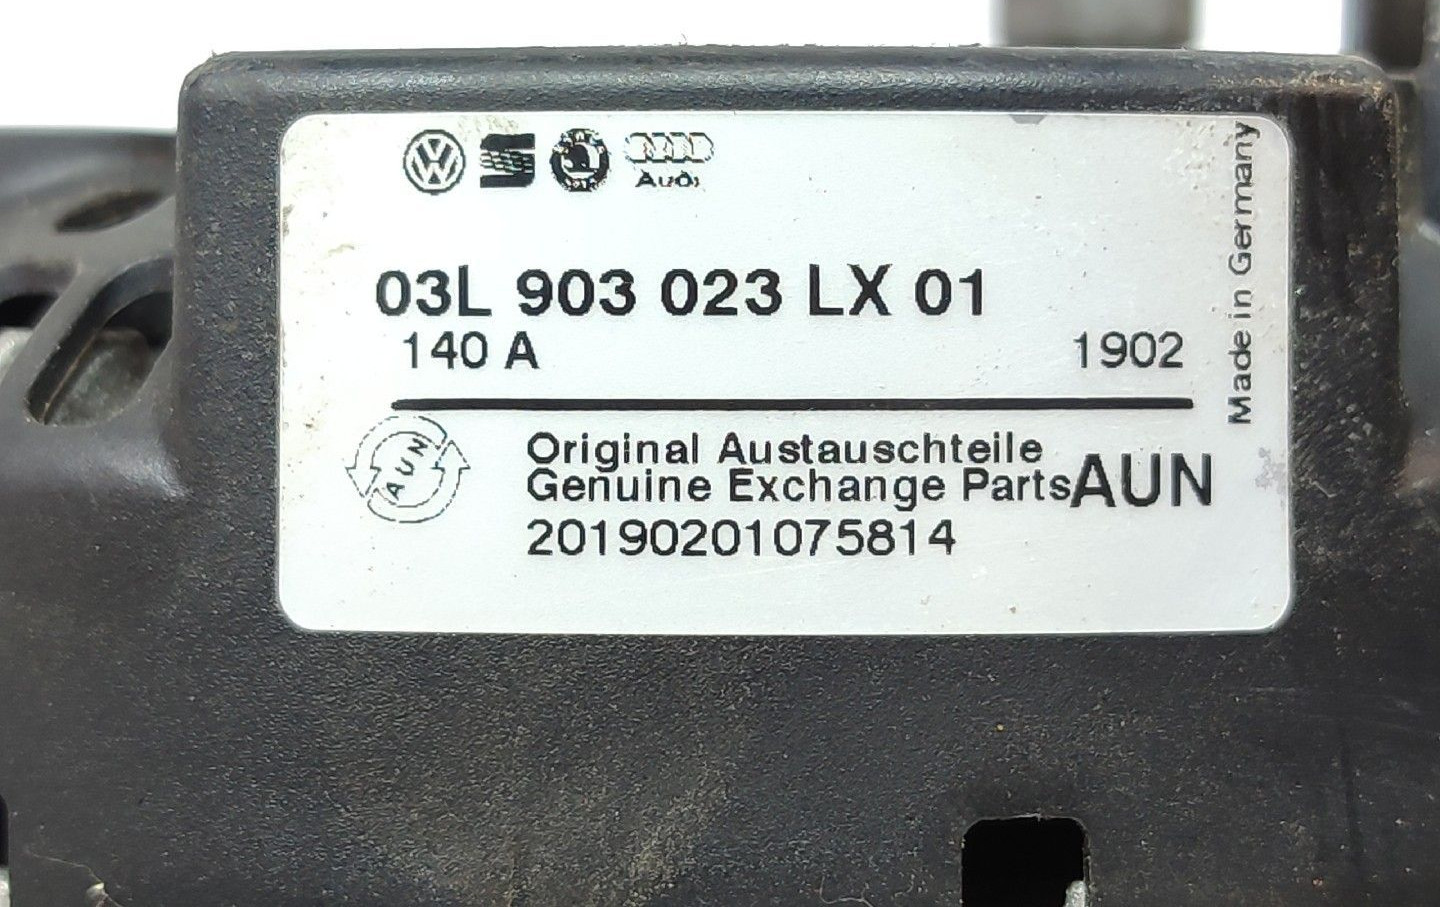 Audi
03L 903 023 LX 01
140 A 1902
Made in Germany
AUN
Original Austauschteile
Genuine Exchange Parts AUN
20190201075814